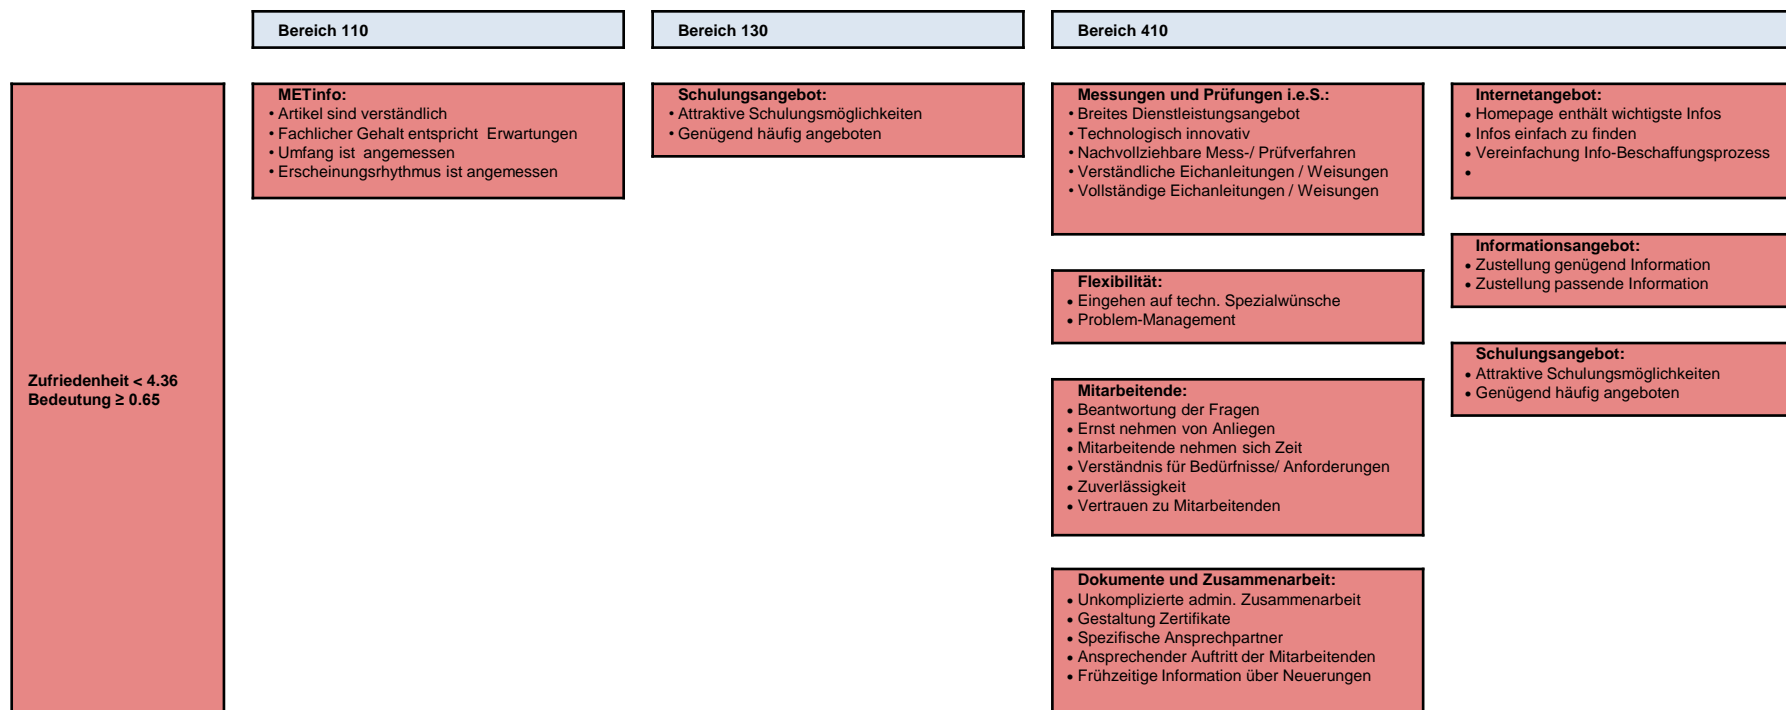 Bereich 110
Bereich 130
Bereich 410
Zufriedenheit < 4.36
Bedeutung ≥ 0.65
METinfo:
• Artikel sind verständlich
• Fachlicher Gehalt entspricht Erwartungen
• Umfang ist angemessen
• Erscheinungsrhythmus ist angemessen
Schulungsangebot:
• Attraktive Schulungsmöglichkeiten
• Genügend häufig angeboten
Messungen und Prüfungen i.e.S.:
• Breites Dienstleistungsangebot
• Technologisch innovativ
• Nachvollziehbare Mess-/ Prüfverfahren
• Verständliche Eichanleitungen / Weisungen
• Vollständige Eichanleitungen / Weisungen
Flexibilität:
• Eingehen auf techn. Spezialwünsche
• Problem-Management
Mitarbeitende:
• Beantwortung der Fragen
• Ernst nehmen von Anliegen
• Mitarbeitende nehmen sich Zeit
• Verständnis für Bedürfnisse/ Anforderungen
• Zuverlässigkeit
• Vertrauen zu Mitarbeitenden
Dokumente und Zusammenarbeit:
• Unkomplizierte admin. Zusammenarbeit
• Gestaltung Zertifikate
• Spezifische Ansprechpartner
• Ansprechender Auftritt der Mitarbeitenden
• Frühzeitige Information über Neuerungen
Internetangebot:
• Homepage enthält wichtigste Infos
• Infos einfach zu finden
• Vereinfachung Info-Beschaffungsprozess
•
Informationsangebot:
• Zustellung genügend Information
• Zustellung passende Information
Schulungsangebot:
• Attraktive Schulungsmöglichkeiten
• Genügend häufig angeboten